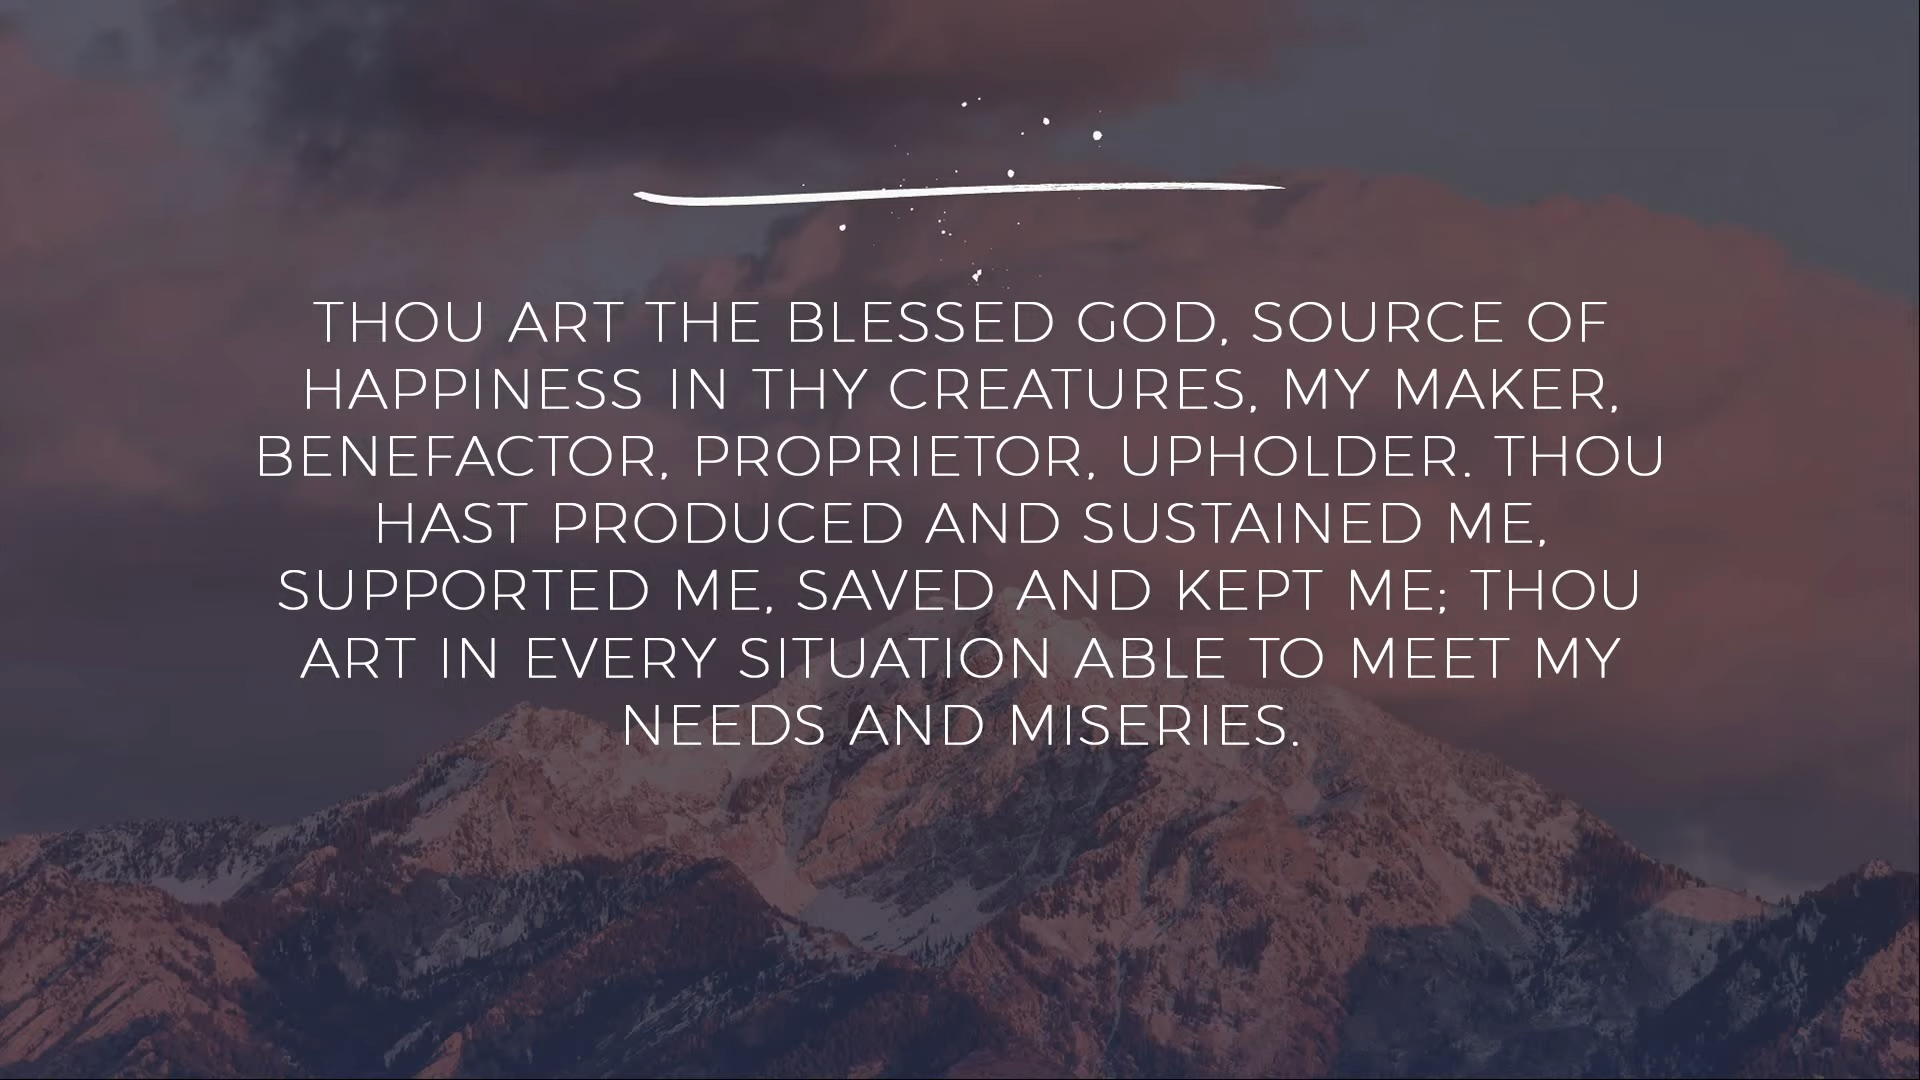 THOU ART THE BLESSED GOD, SOURCE OF
HAPPINESS IN THY CREATURES, MY MAKER,
BENEFACTOR, PROPRIETOR, UPHOLDER. THOU
HAST PRODUCED AND SUSTAINED ME,
SUPPORTED ME, SAVED AND KEPT ME; THOU
ART IN EVERY SITUATION ABLE TO MEET MY
NEEDS AND MISERIES.